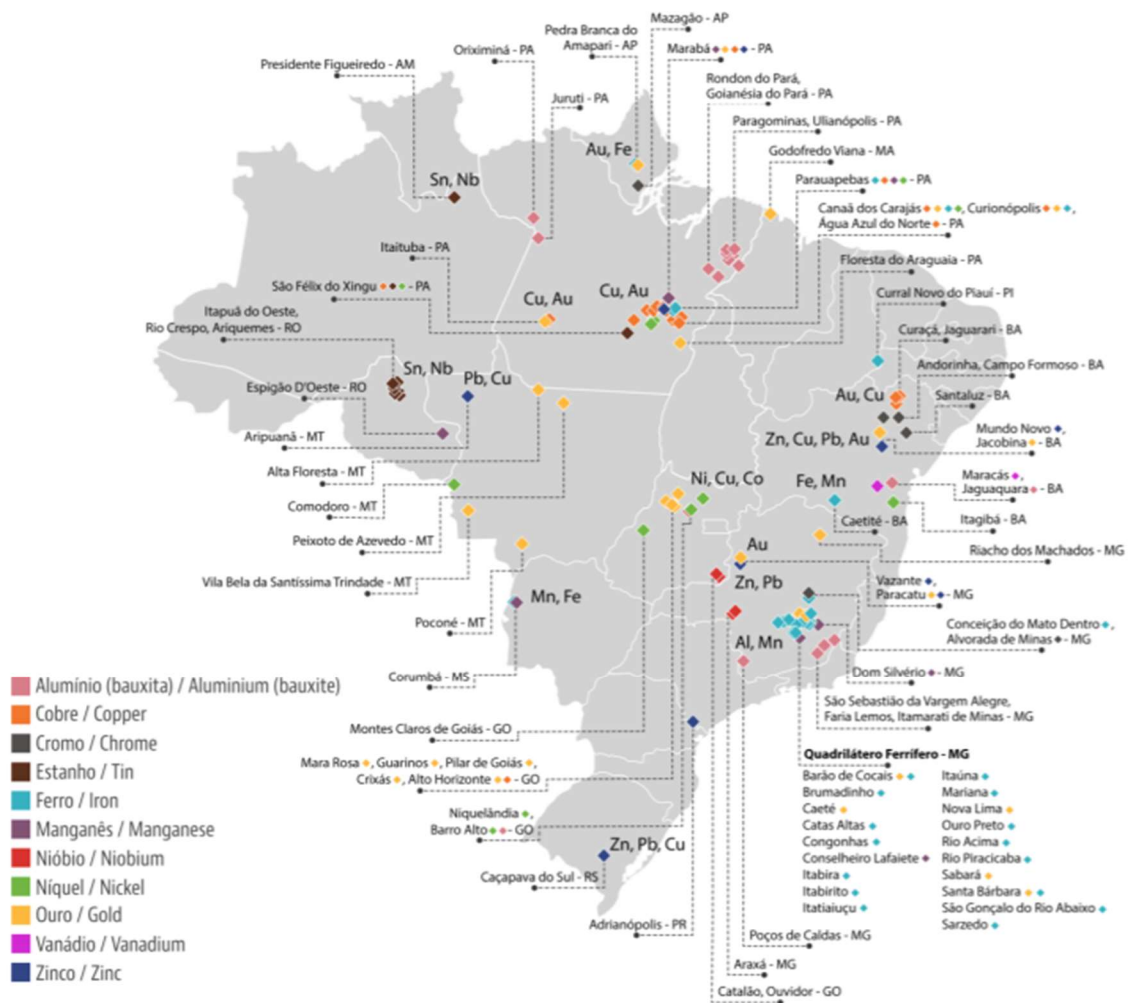 Mazagão - AP
Pedra Branca do
Amapari - AP
Marabá - PA
Oriximiná - PA
Presidente Figueiredo - AM
Rondon do Pará,
Goianésia do Pará - PA
Juruti - PA
Paragominas, Ulianópolis - PA
Au, Fe
Godofredo Viana - MA
Sn, Nb
Parauapebas - PA
Canaã dos Carajás, Curionópolis,
Água Azul do Norte - PA
Itaituba - PA
Floresta do Araguaia - PA
São Félix do Xingu - PA
Cu, Au
Cu, Au
Curral Novo do Piauí - PI
Itapuã do Oeste,
Rio Crespo, Ariquemes - RO
Curaçá, Jaguarari - BA
Sn, Nb
Pb, Cu
Andorinha, Campo Formoso - BA
Espigão D'Oeste - RO
Au, Cu
Santaluz - BA
Aripuanã - MT
Zn, Cu, Pb, Au
Mundo Novo,
Jacobina - BA
Alta Floresta - MT
Ni, Cu, Co
Fe, Mn
Maracás,
Jaguaquara - BA
Comodoro - MT
Caetité - BA
Itagibá - BA
Peixoto de Azevedo - MT
Au
Riacho dos Machados - MG
Vila Bela da Santíssima Trindade - MT
Zn, Pb
Vazante,
Paracatu - MG
Mn, Fe
Poconé - MT
Conceição do Mato Dentro,
Alvorada de Minas - MG
Al, Mn
Corumbá - MS
Dom Silvério - MG
Alumínio (bauxita) / Aluminium (bauxite)
Cobre / Copper
Cromo / Chrome
Estanho / Tin
Ferro / Iron
Manganês / Manganese
Nióbio / Niobium
Níquel / Nickel
Ouro / Gold
Vanádio / Vanadium
Zinco / Zinc
São Sebastião da Vargem Alegre,
Faria Lemos, Itamarati de Minas - MG
Montes Claros de Goiás - GO
Mara Rosa, Guarinos, Pilar de Goiás,
Crixás, Alto Horizonte - GO
Niquelândia,
Barro Alto - GO
Zn, Pb, Cu
Caçapava do Sul - RS
Adrianópolis - PR
Quadrilátero Ferrífero - MG
Barão de Cocais
Brumadinho
Caeté
Catas Altas
Congonhas
Conselheiro Lafaiete
Itabira
Itabirito
Itatiaiuçu
Itaúna
Mariana
Nova Lima
Ouro Preto
Rio Acima
Rio Piracicaba
Sabará
Santa Bárbara
São Gonçalo do Rio Abaixo
Sarzedo
Poços de Caldas - MG
Araxá - MG
Catalão, Ouvidor - GO